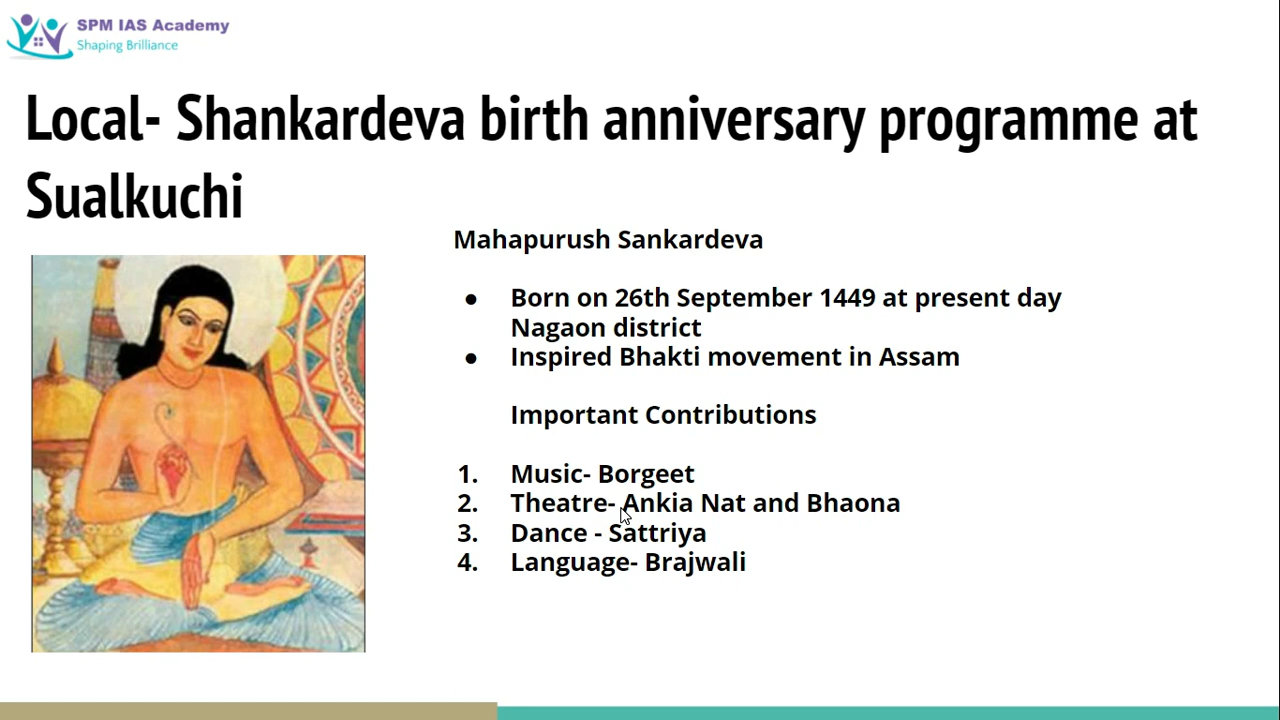 SPM IAS Academy
Shaping Brilliance
Local- Shankardeva birth anniversary programme at
Sualkuchi
Mahapurush Sankardeva
● Born on 26th September 1449 at present day
Nagaon district
● Inspired Bhakti movement in Assam
Important Contributions
1. Music- Borgeet
2. Theatre- Ankia Nat and Bhaona
3. Dance - Sattriya
4. Language- Brajwali